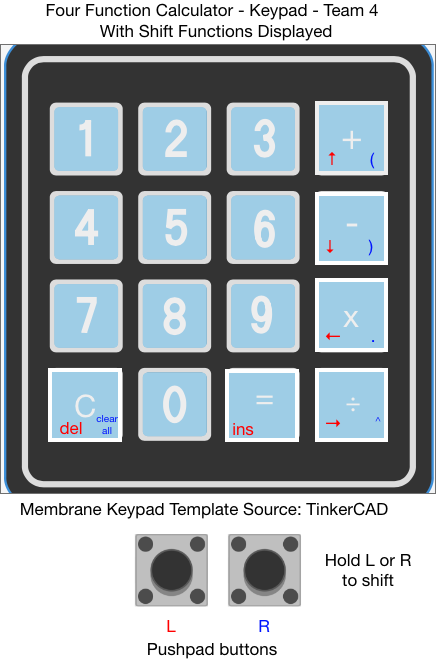 Four Function Calculator - Keypad - Team 4
With Shift Functions Displayed
1 2 3 +
↑ (
4 5 6 -
↓ )
7 8 9 x
← .
C 0 = ÷
del clear all ins → ^
Membrane Keypad Template Source: TinkerCAD
Hold L or R
to shift
L R
Pushpad buttons